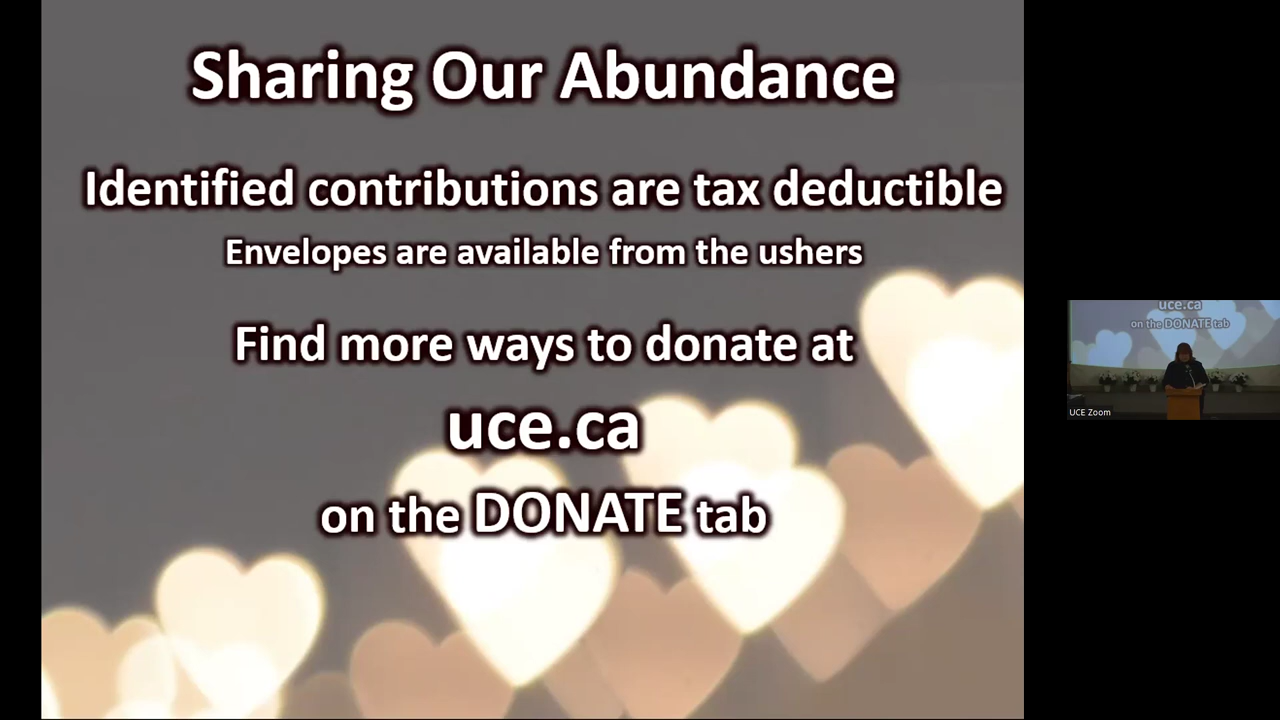 Sharing Our Abundance
Identified contributions are tax deductible
Envelopes are available from the ushers
Find more ways to donate at
uce.ca
on the DONATE tab
uce.ca
on the DONATE tab
UCE Zoom